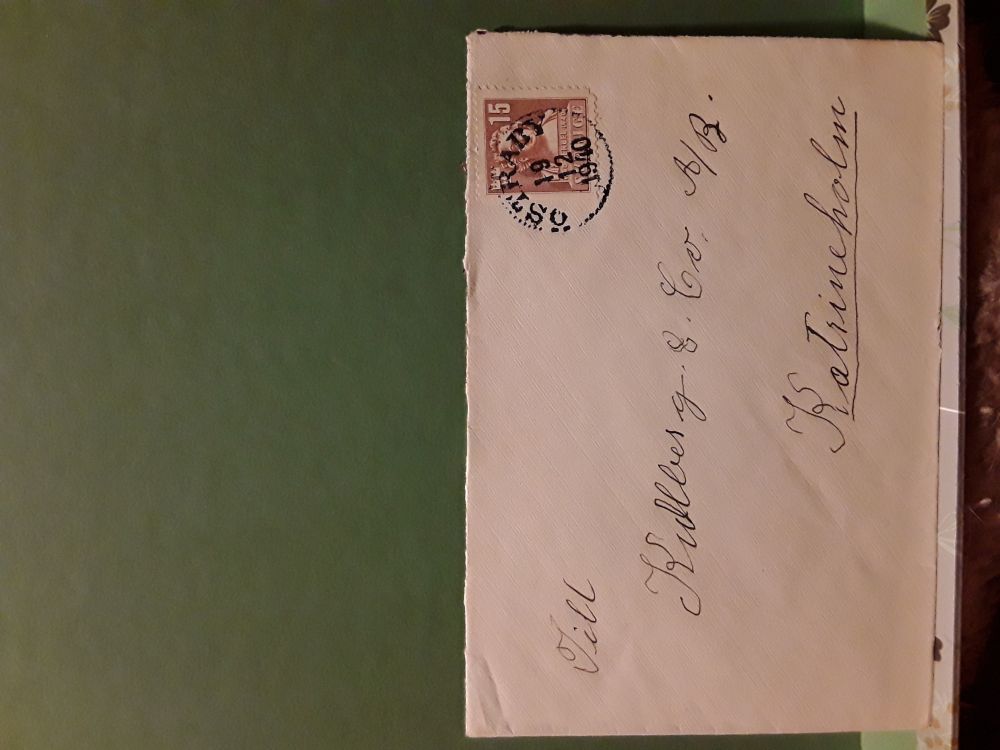 15
19
12
1940
Till
Kullberg & Co. A/B.
Katrineholm